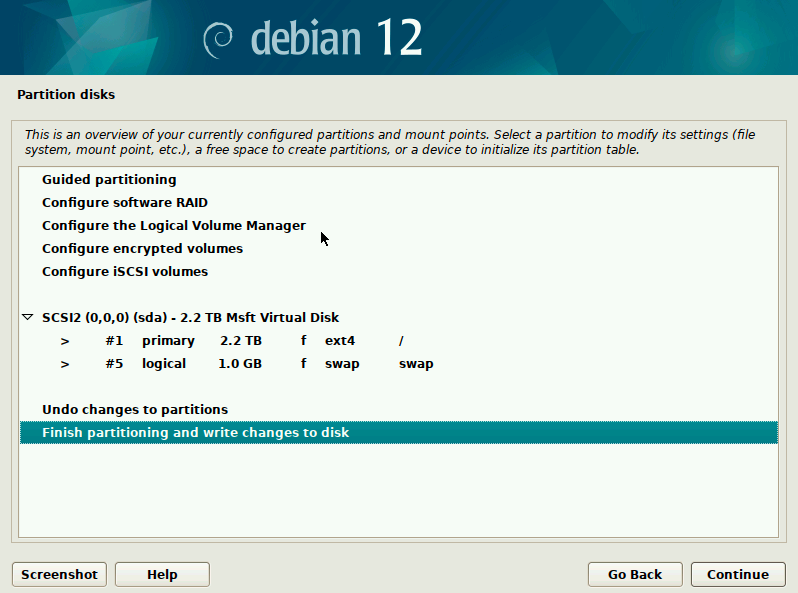 debian 12
Partition disks
This is an overview of your currently configured partitions and mount points. Select a partition to modify its settings (file
system, mount point, etc.), a free space to create partitions, or a device to initialize its partition table.
Guided partitioning
Configure software RAID
Configure the Logical Volume Manager
Configure encrypted volumes
Configure iSCSI volumes
SCSI2 (0,0,0) (sda) - 2.2 TB Msft Virtual Disk
> #1 primary 2.2 TB f ext4 /
> #5 logical 1.0 GB f swap swap
Undo changes to partitions
Finish partitioning and write changes to disk
Screenshot Help Go Back Continue